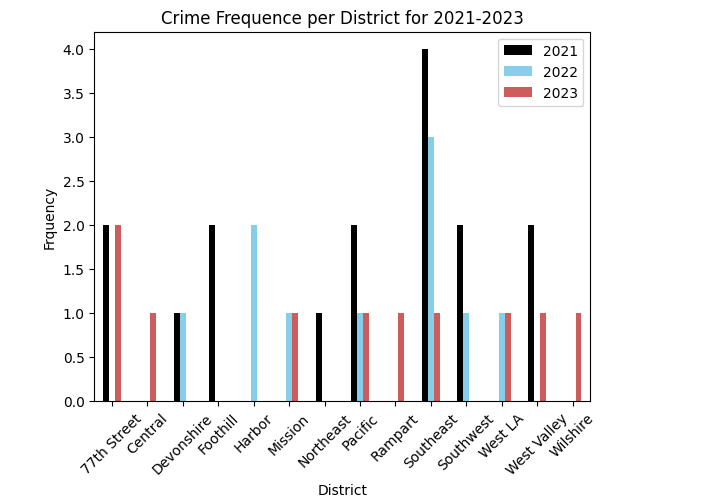 Crime Frequence per District for 2021-2023
2021
2022
2023
4.0
3.5
3.0
2.5
2.0
1.5
1.0
0.5
0.0
Frquency
77th Street
Central
Devonshire
Foothill
Harbor
Mission
Northeast
Pacific
Rampart
Southeast
Southwest
West LA
West Valley
Wilshire
District